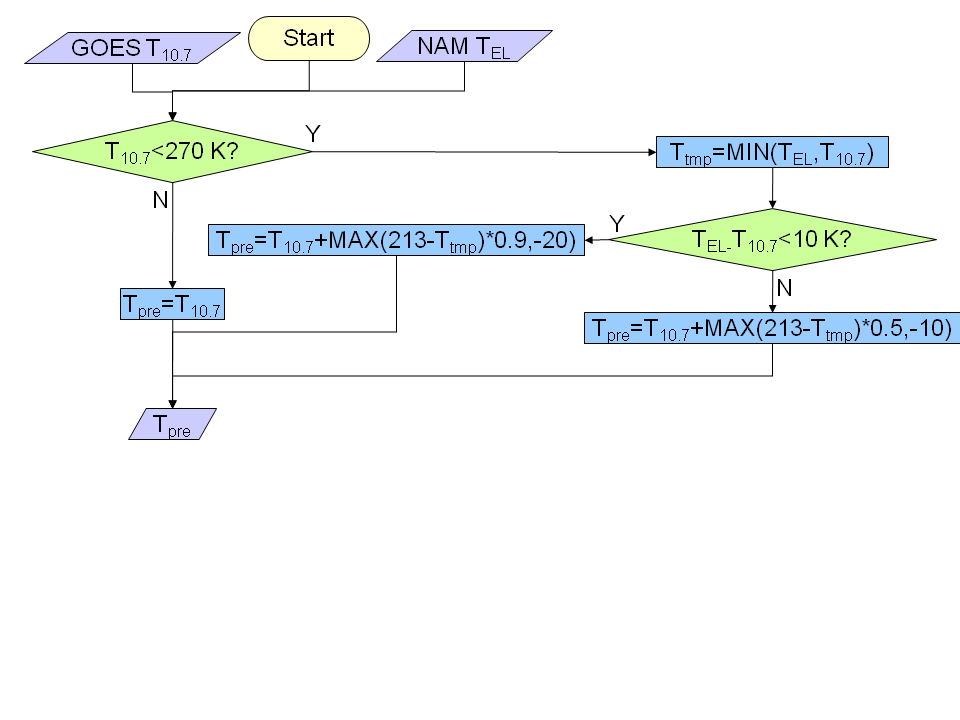 GOES T10.7
Start
NAM TEL
T10.7<270 K?
Y
Ttmp=MIN(TEL,T10.7)
N
Tpre=T10.7+MAX(213-Ttmp)*0.9,-20)
Y
TEL-T10.7<10 K?
N
Tpre=T10.7
Tpre=T10.7+MAX(213-Ttmp)*0.5,-10)
Tpre